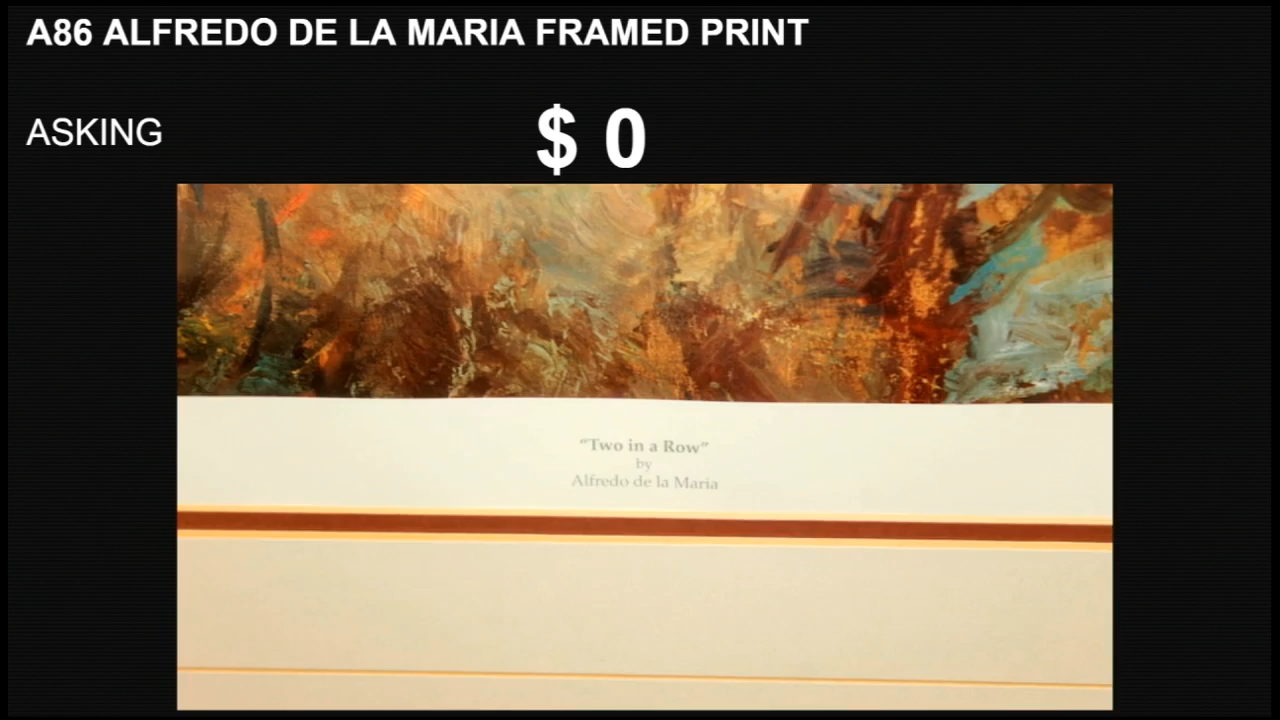 A86 ALFREDO DE LA MARIA FRAMED PRINT
ASKING
$ 0
“Two in a Row”
by
Alfredo de la Maria